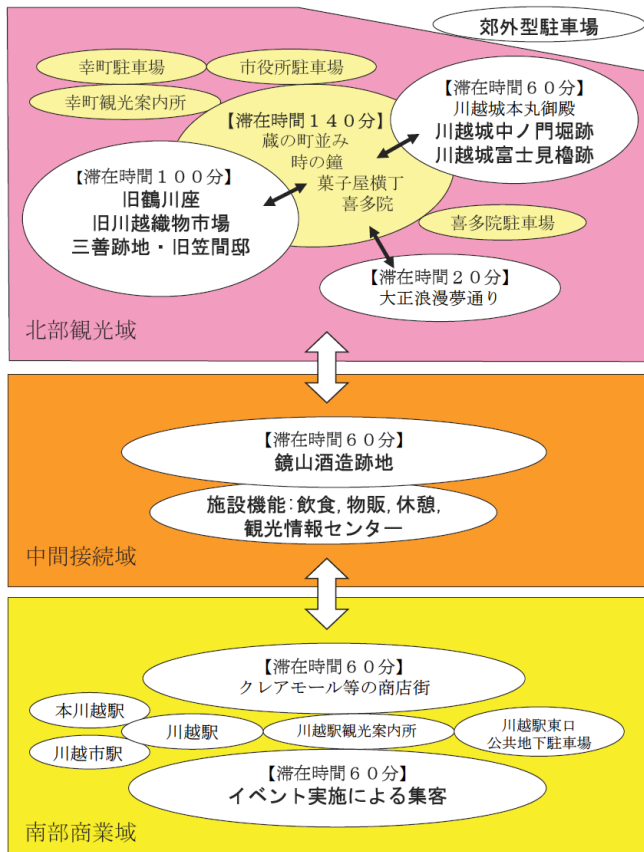 郊外型駐車場
幸町駐車場
市役所駐車場
幸町観光案内所
【滞在時間６０分】
川越城本丸御殿
川越城中ノ門堀跡
川越城富士見櫓跡
【滞在時間１４０分】
蔵の町並み
時の鐘
菓子屋横丁
喜多院
【滞在時間１００分】
旧鶴川座
旧川越織物市場
三善跡地・旧笠間邸
喜多院駐車場
【滞在時間２０分】
大正浪漫夢通り
北部観光域
【滞在時間６０分】
鏡山酒造跡地
施設機能：飲食，物販，休憩，
観光情報センター
中間接続域
【滞在時間６０分】
クレアモール等の商店街
本川越駅
川越駅
川越駅観光案内所
川越駅東口
公共地下駐車場
川越市駅
【滞在時間６０分】
イベント実施による集客
南部商業域